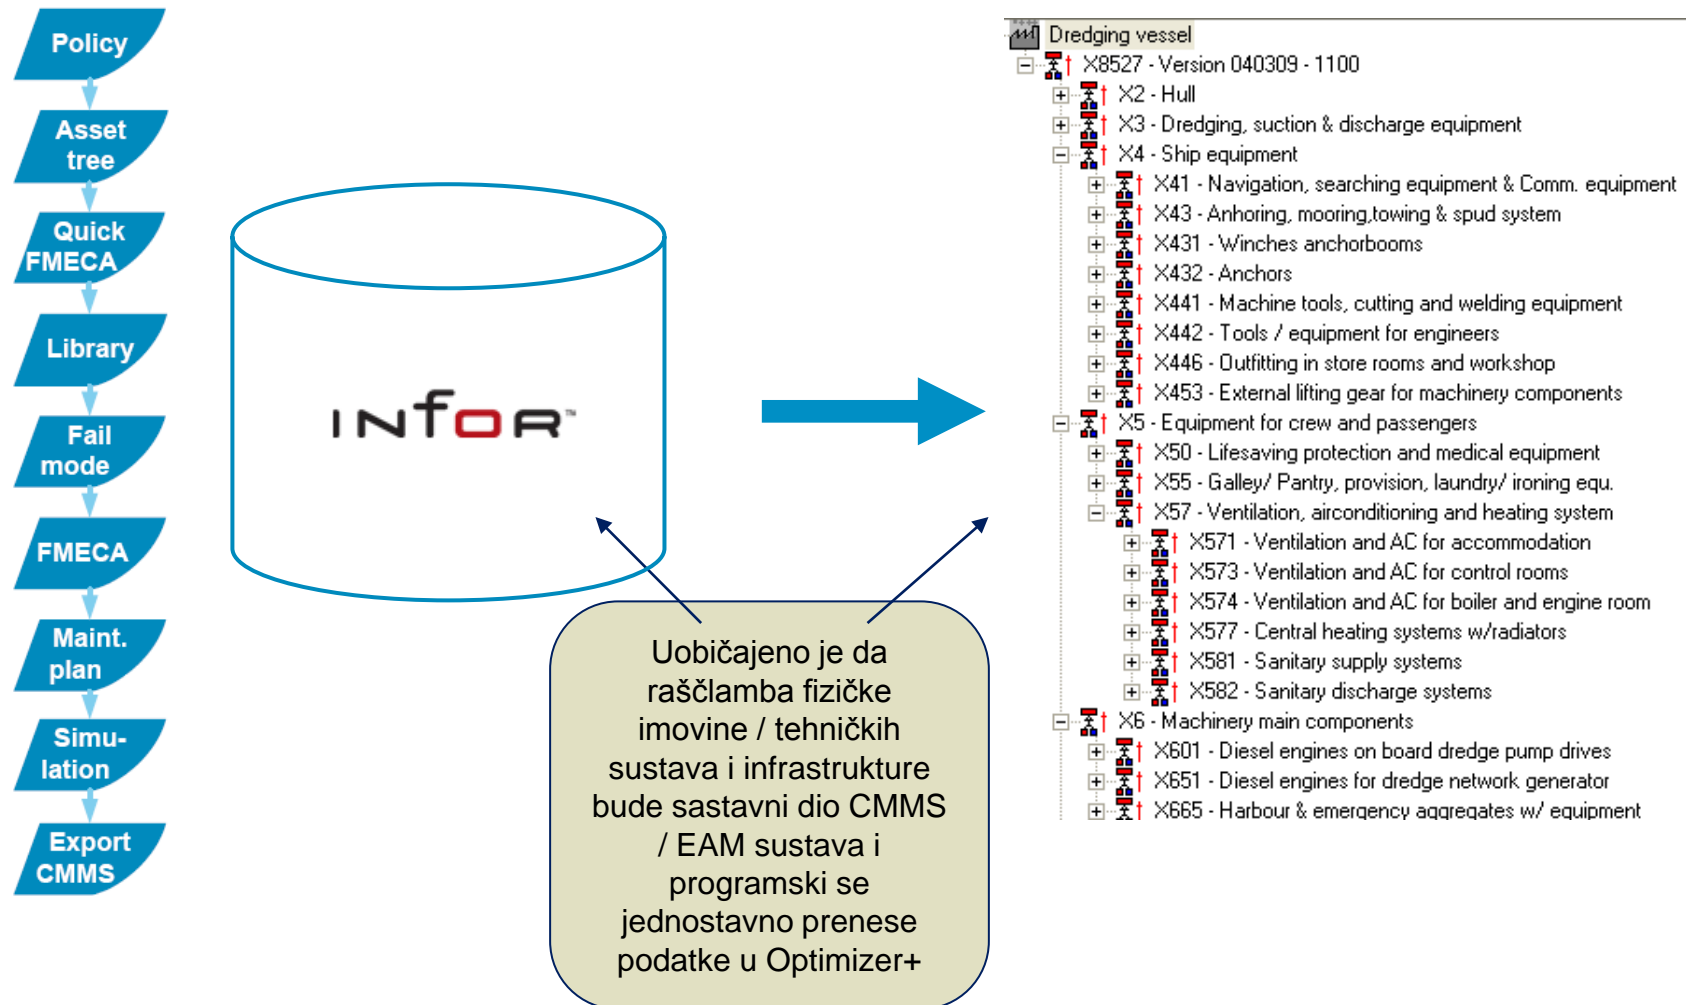 Policy
Asset
tree
Quick
FMECA
Library
Fail
mode
FMECA
Maint.
plan
Simu-
lation
Export
CMMS
INfOR™
Uobičajeno je da
raščlamba fizičke
imovine / tehničkih
sustava i infrastrukture
bude sastavni dio CMMS
/ EAM sustava i
programski se
jednostavno prenese
podatke u Optimizer+
Dredging vessel
X8527 - Version 040309 - 1100
X2 - Hull
X3 - Dredging, suction & discharge equipment
X4 - Ship equipment
X41 - Navigation, searching equipment & Comm. equipment
X43 - Anhoring, mooring,towing & spud system
X431 - Winches anchorbooms
X432 - Anchors
X441 - Machine tools, cutting and welding equipment
X442 - Tools / equipment for engineers
X446 - Outfitting in store rooms and workshop
X453 - External lifting gear for machinery components
X5 - Equipment for crew and passengers
X50 - Lifesaving protection and medical equipment
X55 - Galley/ Pantry, provision, laundry/ ironing equ.
X57 - Ventilation, airconditioning and heating system
X571 - Ventilation and AC for accommodation
X573 - Ventilation and AC for control rooms
X574 - Ventilation and AC for boiler and engine room
X577 - Central heating systems w/radiators
X581 - Sanitary supply systems
X582 - Sanitary discharge systems
X6 - Machinery main components
X601 - Diesel engines on board dredge pump drives
X651 - Diesel engines for dredge network generator
X665 - Harbour & emergency aggregates w/ equipment